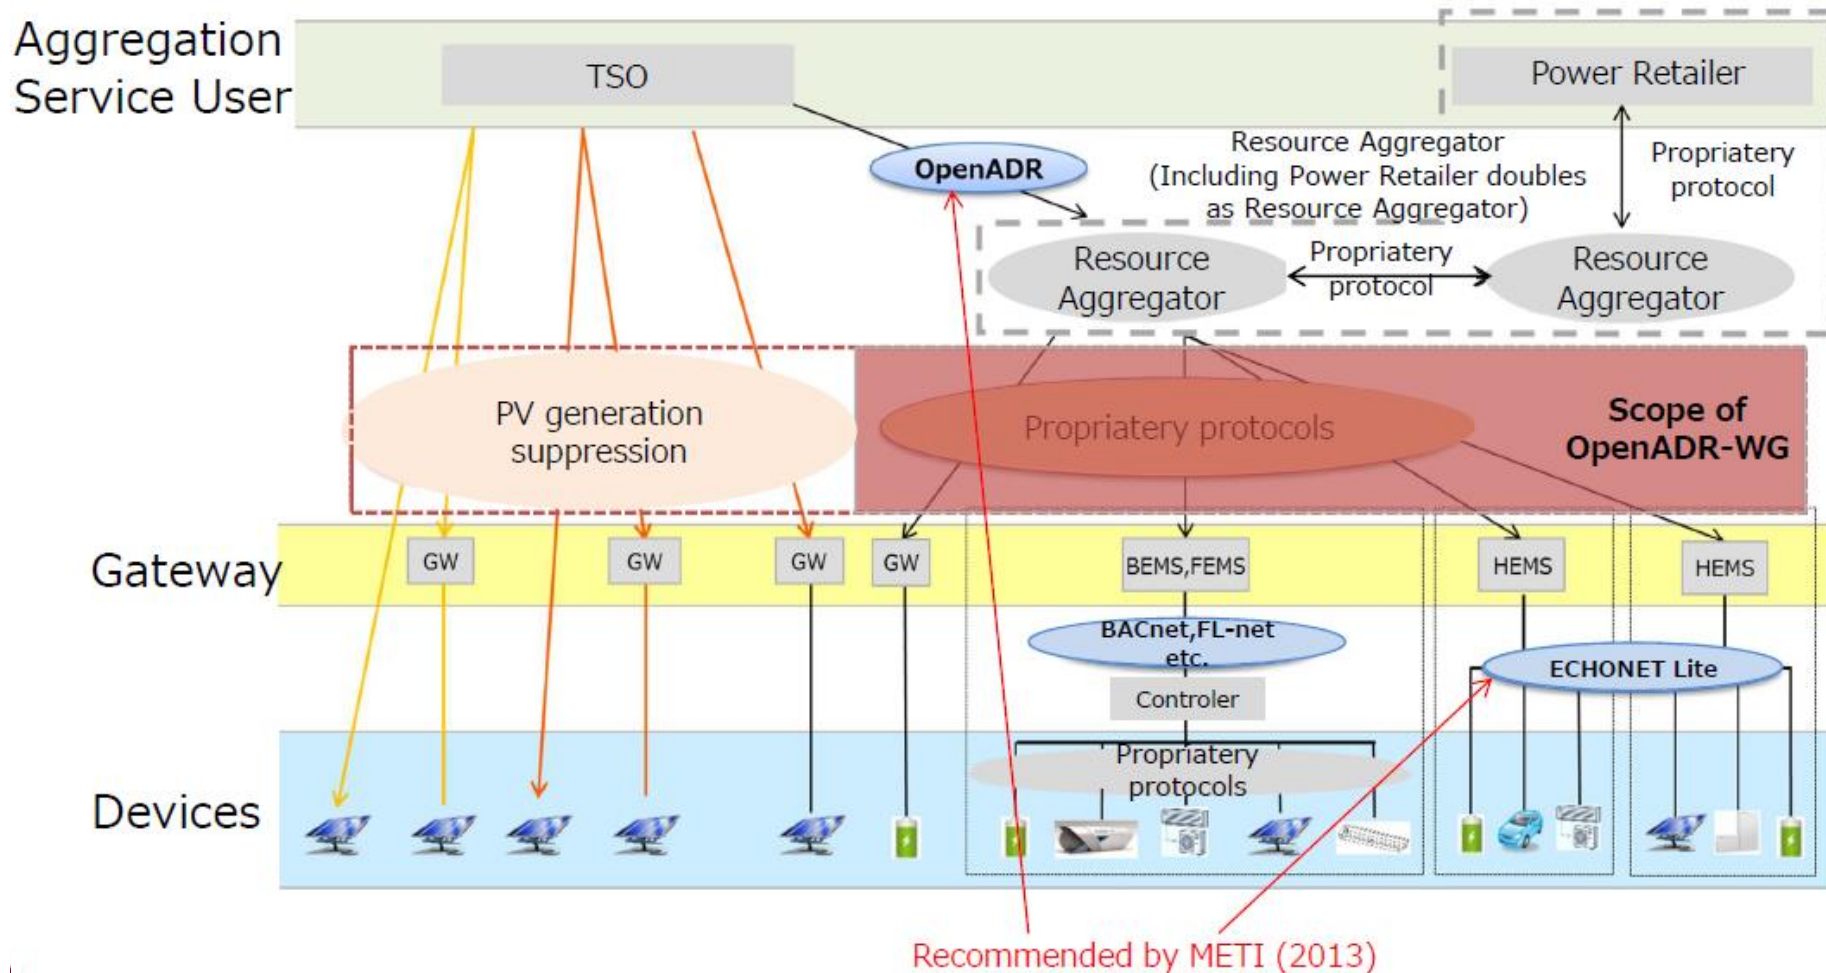 Aggregation
Service User
TSO
Power Retailer
OpenADR
Resource Aggregator
(Including Power Retailer doubles
as Resource Aggregator)
Propriatery
protocol
Resource
Aggregator
Propriatery
protocol
Resource
Aggregator
PV generation
suppression
Propriatery protocols
Scope of
OpenADR-WG
Gateway
GW
GW
GW
GW
BEMS,FEMS
HEMS
HEMS
BACnet,FL-net
etc.
ECHONET Lite
Controler
Propriatery
protocols
Devices
Recommended by METI (2013)